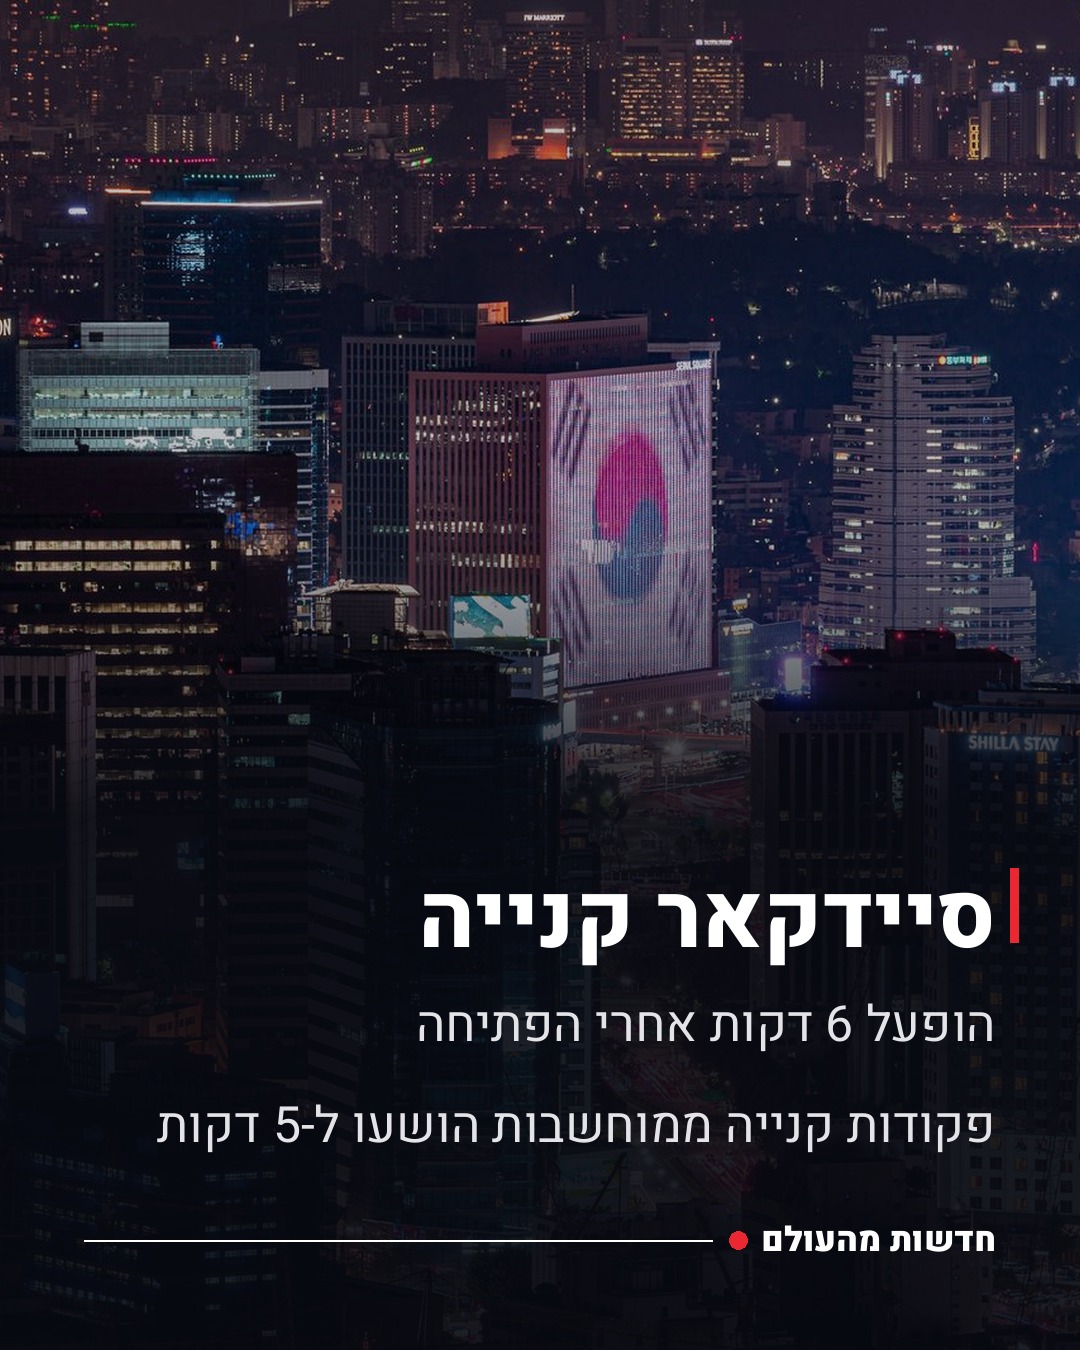 JW MARRIOTT
ON
SEOUL SQUARE
SHILLA STAY
סיידקאר קנייה
הופעל 6 דקות אחרי הפתיחה
פקודות קנייה ממוחשבות הושעו ל-5 דקות
חדשות מהעולם